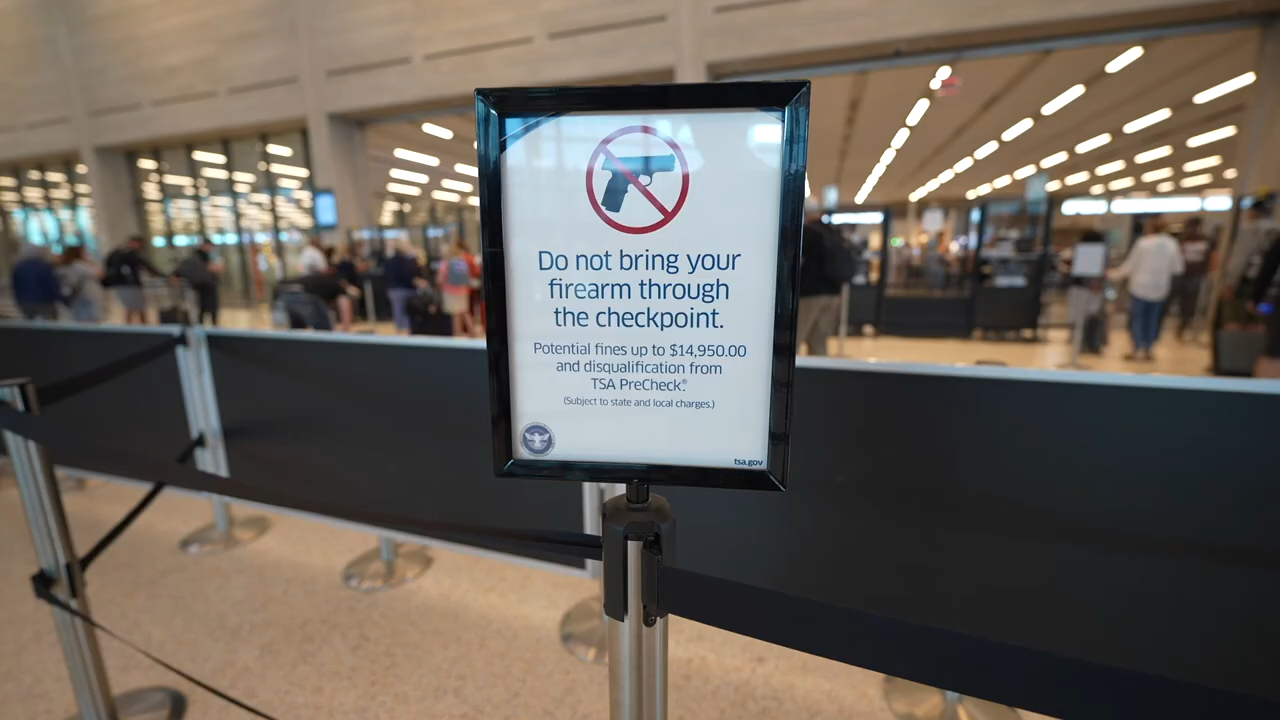 Do not bring your
firearm through
the checkpoint.
Potential fines up to $14,950.00
and disqualification from
TSA PreCheck®.
(Subject to state and local charges.)
tsa.gov